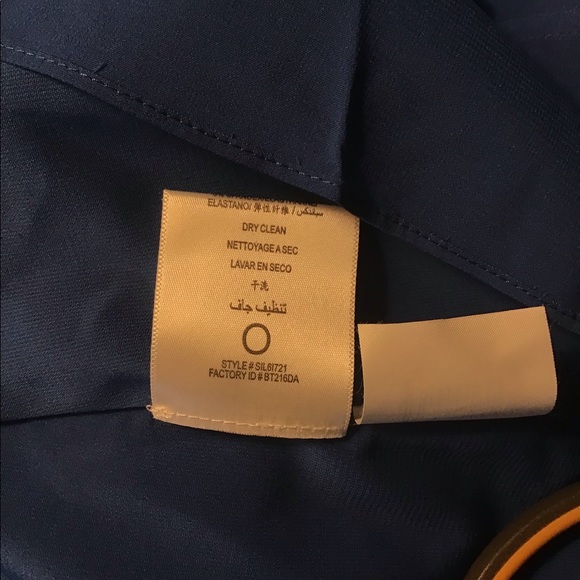 ELASTANO/ 弹性纤维 / سباندكس
DRY CLEAN
NETTOYAGE A SEC
LAVAR EN SECO
干洗
تنظيف جاف
STYLE # SIL6I721
FACTORY ID # BT216DA